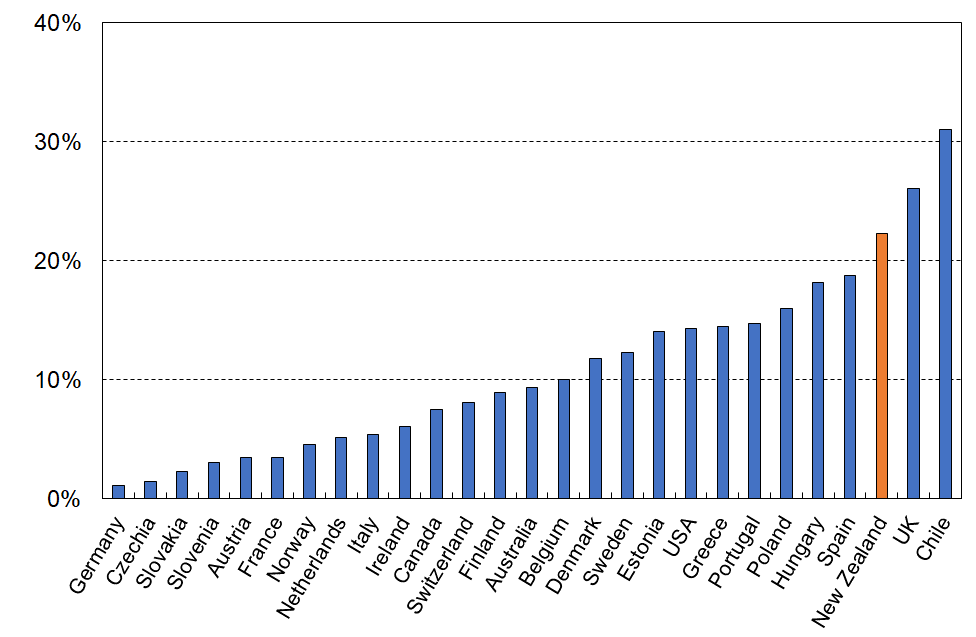 40%
30%
20%
10%
0%
Germany
Czechia
Slovakia
Slovenia
Austria
France
Norway
Netherlands
Italy
Ireland
Canada
Switzerland
Finland
Australia
Belgium
Denmark
Sweden
Estonia
USA
Greece
Portugal
Poland
Hungary
Spain
New Zealand
UK
Chile